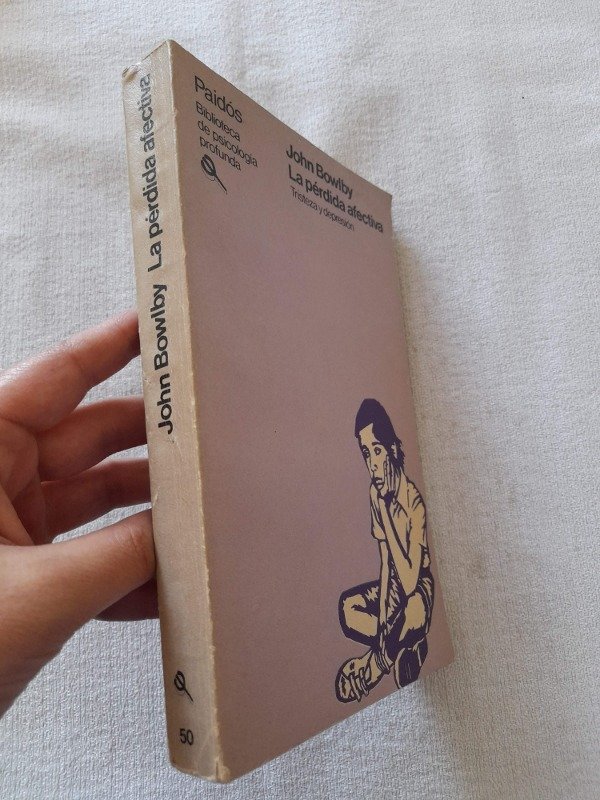 John Bowlby La pérdida afectiva
50
Paidós
Biblioteca
de psicología
profunda
John Bowlby
La pérdida afectiva
Tristeza y depresión